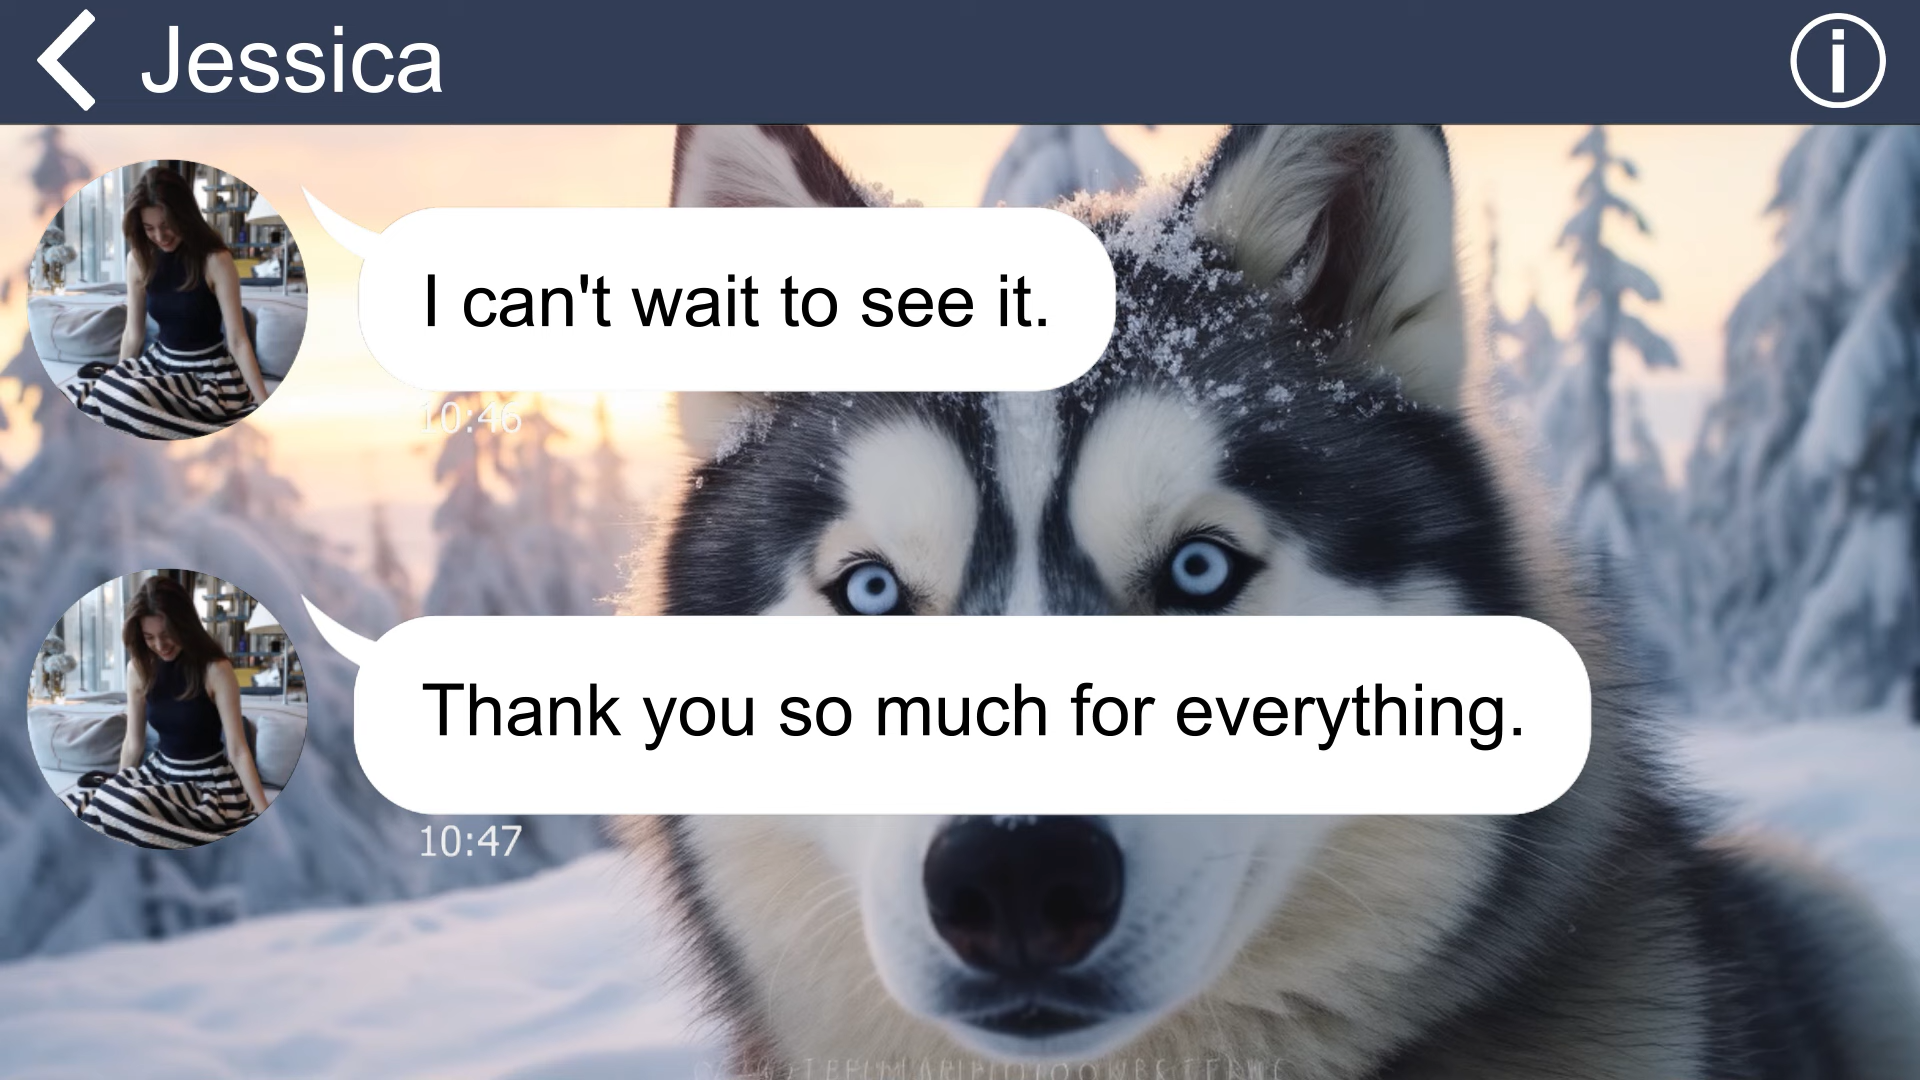 Jessica
I can't wait to see it.
10:46
Thank you so much for everything.
10:47